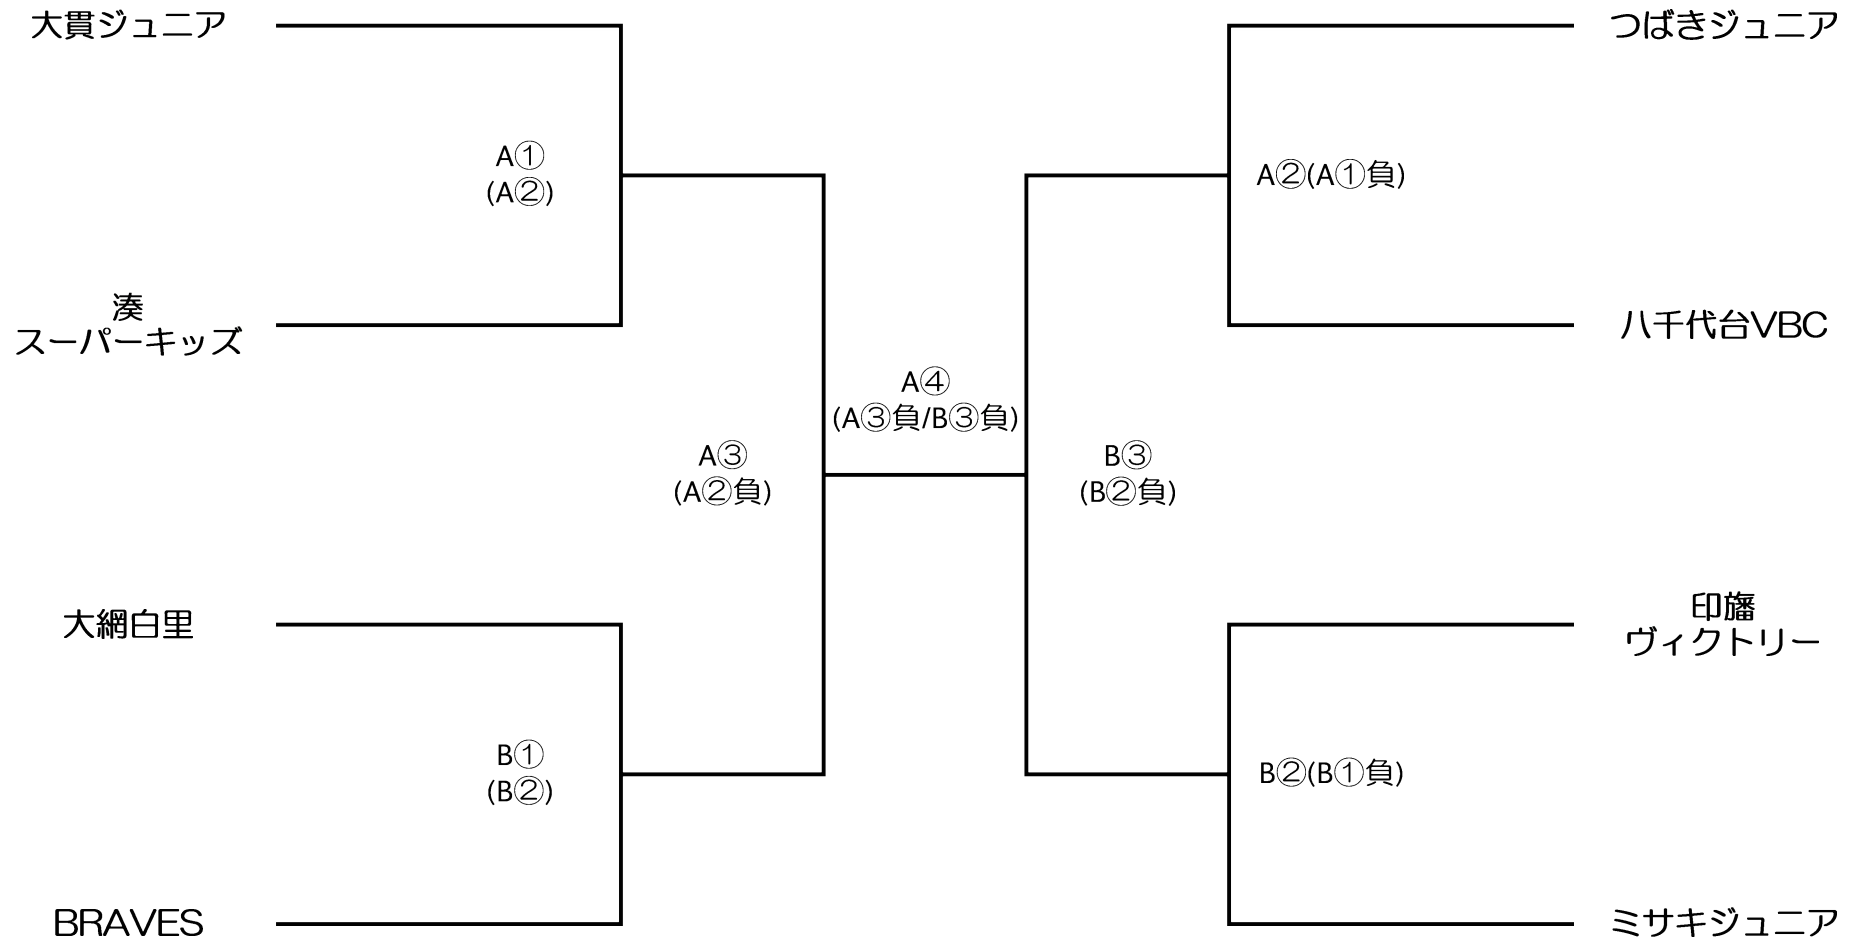 大貫ジュニア
つばきジュニア
A①
(A②)
A②(A①負)
湊
スーパーキッズ
八千代台VBC
A④
(A③負/B③負)
A③
(A②負)
B③
(B②負)
大網白里
印旛
ヴィクトリー
B①
(B②)
B②(B①負)
BRAVES
ミサキジュニア